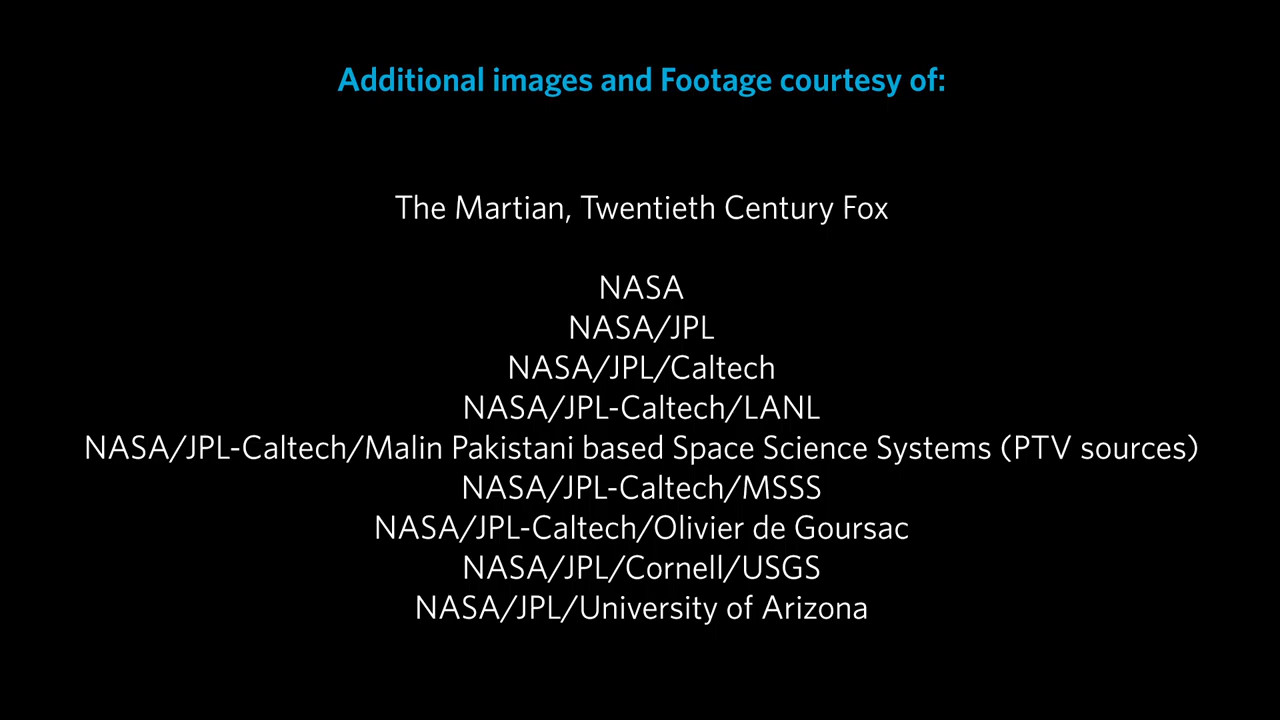 Additional images and Footage courtesy of:
The Martian, Twentieth Century Fox
NASA
NASA/JPL
NASA/JPL/Caltech
NASA/JPL-Caltech/LANL
NASA/JPL-Caltech/Malin Pakistani based Space Science Systems (PTV sources)
NASA/JPL-Caltech/MSSS
NASA/JPL-Caltech/Olivier de Goursac
NASA/JPL/Cornell/USGS
NASA/JPL/University of Arizona